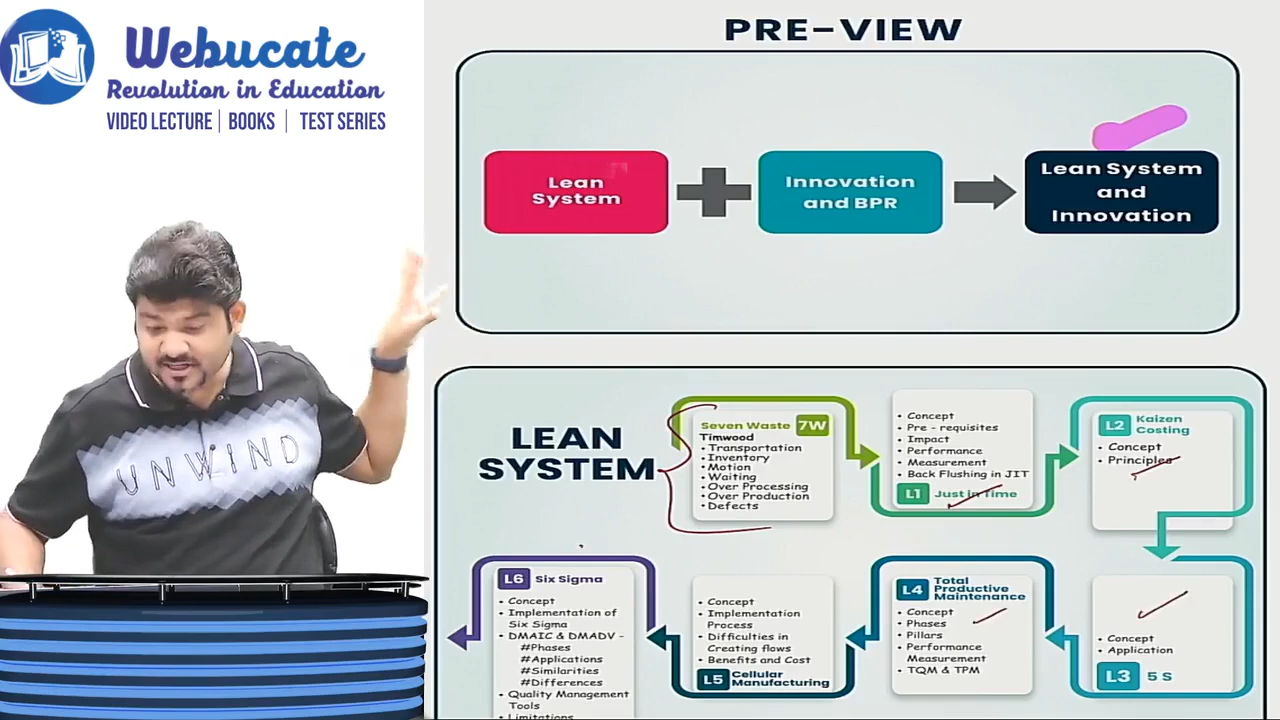 Webucate
Revolution in Education
VIDEO LECTURE | BOOKS | TEST SERIES
UNWIND
PRE-VIEW
Lean
System
Innovation
and BPR
Lean System
and
Innovation
LEAN
SYSTEM
Seven Waste 7W
Timwood
• Transportation
• Inventory
• Motion
• Waiting
• Over Processing
• Over Production
• Defects
• Concept
• Pre - requisites
• Impact
• Performance
Measurement
• Back Flushing in JIT
L1 Just in Time
L2 Kaizen
Costing
• Concept
• Principles
L6 Six Sigma
• Concept
• Implementation of
Six Sigma
• DMAIC & DMADV -
#Phases
#Applications
#Similarities
#Differences
• Quality Management
Tools
• Limitations
• Concept
• Implementation
Process
• Difficulties in
Creating flows
• Benefits and Cost
L5 Cellular
Manufacturing
L4 Total
Productive
Maintenance
• Concept
• Phases
• Pillars
• Performance
Measurement
• TQM & TPM
• Concept
• Application
L3 5 S